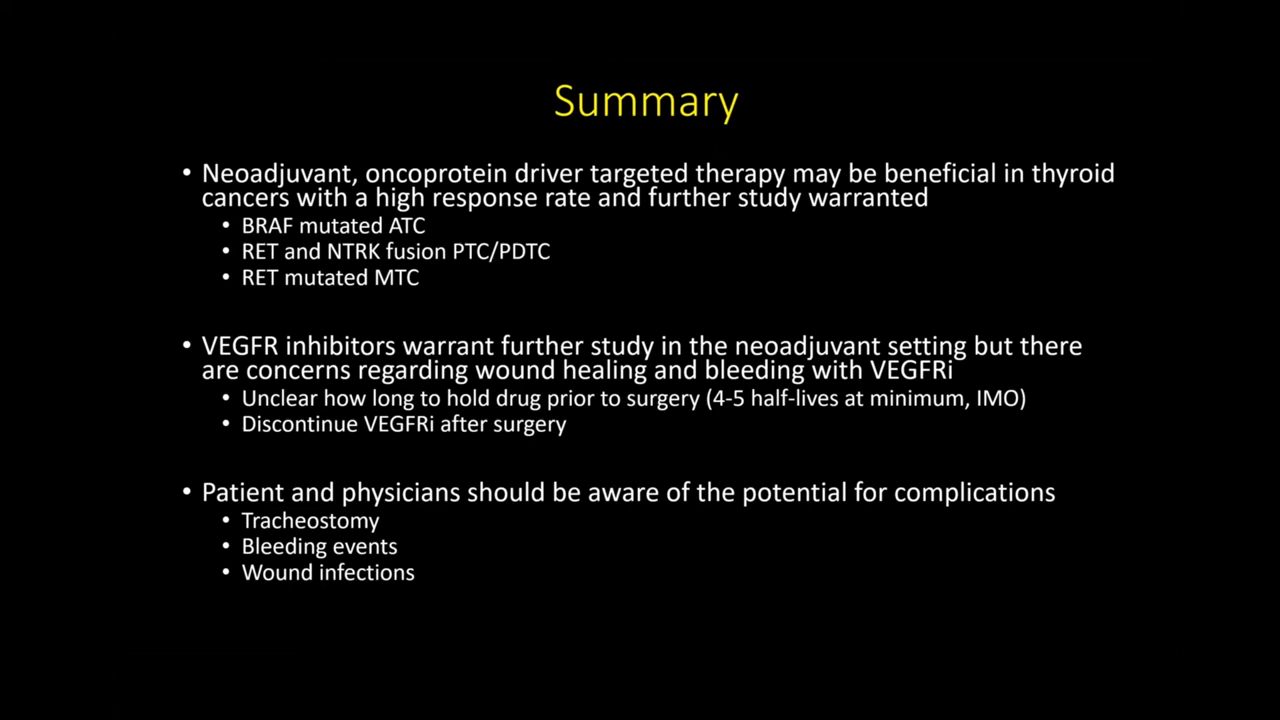 Summary
• Neoadjuvant, oncoprotein driver targeted therapy may be beneficial in thyroid
cancers with a high response rate and further study warranted
• BRAF mutated ATC
• RET and NTRK fusion PTC/PDTC
• RET mutated MTC
• VEGFR inhibitors warrant further study in the neoadjuvant setting but there
are concerns regarding wound healing and bleeding with VEGFRi
• Unclear how long to hold drug prior to surgery (4-5 half-lives at minimum, IMO)
• Discontinue VEGFRi after surgery
• Patient and physicians should be aware of the potential for complications
• Tracheostomy
• Bleeding events
• Wound infections